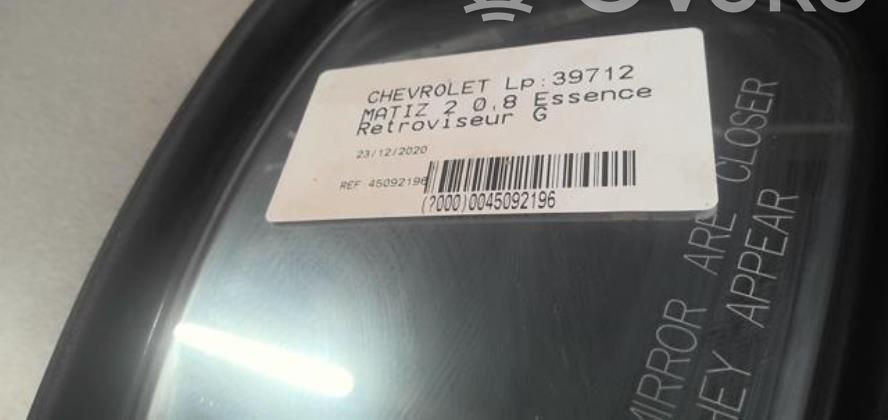 CHEVROLET Lp:39712
MATIZ 2 0,8 Essence
Retroviseur G
23/12/2020
REF 45092196
(?000)0045092196
MIRROR ARE CLOSER
HEY APPEAR